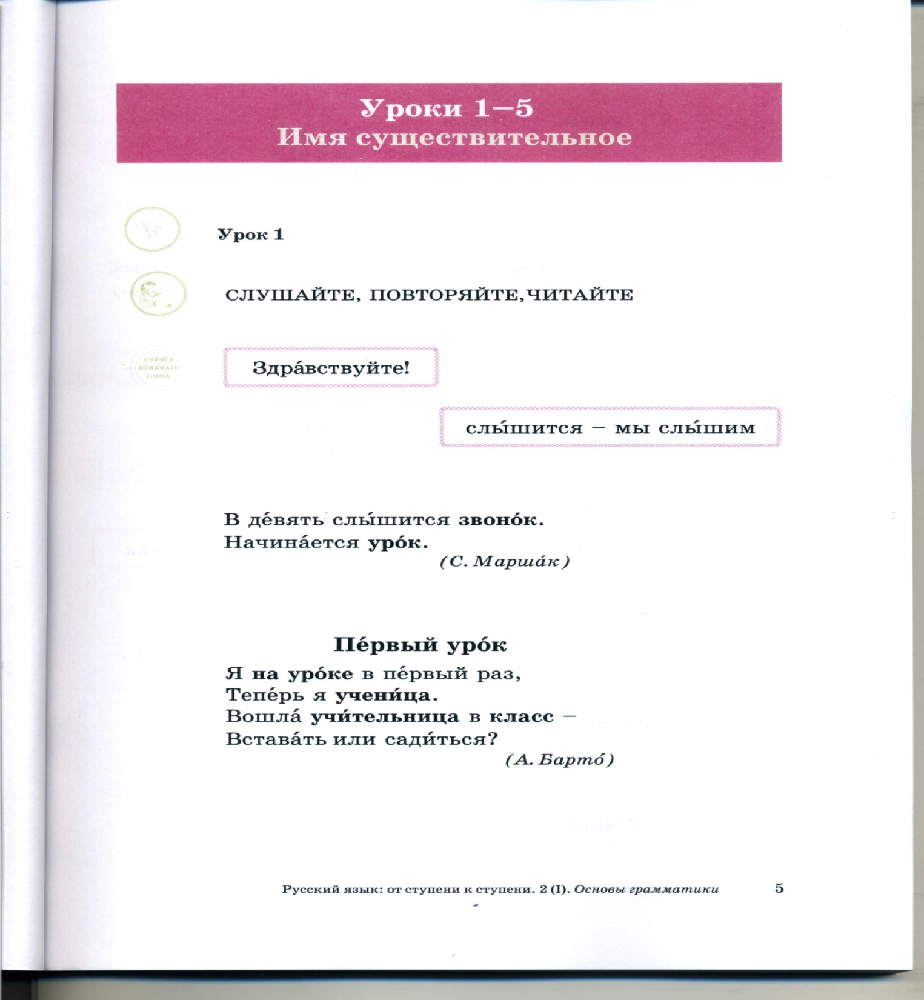 Уроки 1—5
Имя существительное
Урок 1
СЛУШАЙТЕ, ПОВТОРЯЙТЕ,ЧИТАЙТЕ
УЧИМСЯ
ПОНИМАТЬ
СЛОВА
Здра́вствуйте!
слы́шится — мы слы́шим
В де́вять слы́шится звоно́к.
Начина́ется уро́к.
(С. Марша́к)
Пе́рвый уро́к
Я на уро́ке в пе́рвый раз,
Тепе́рь я учени́ца.
Вошла́ учи́тельница в класс —
Встава́ть или сади́ться?
(А. Барто́)
Русский язык: от ступени к ступени. 2 (I). Основы грамматики 5